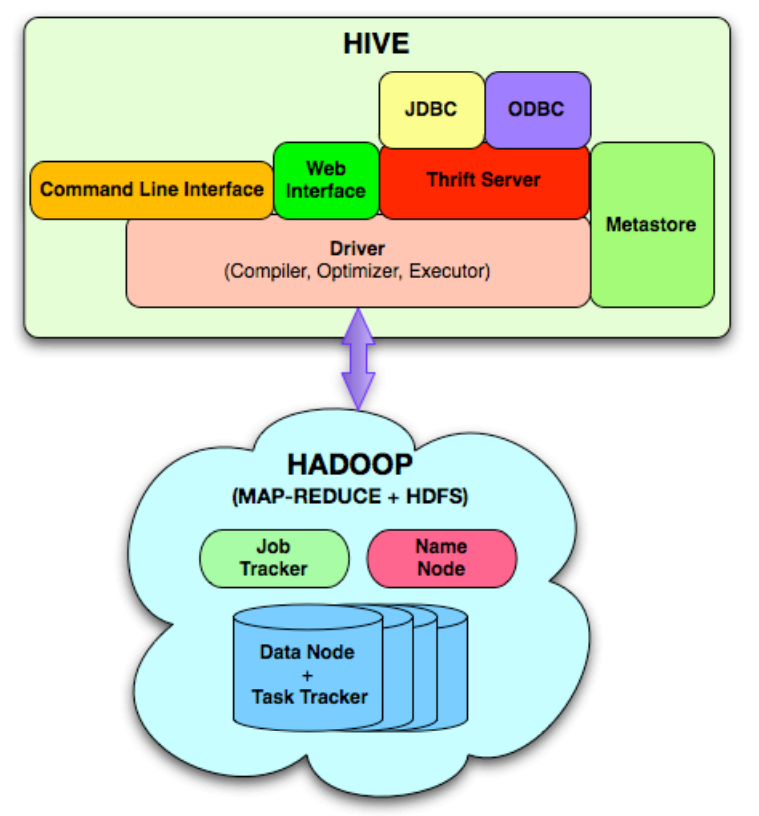 HIVE
JDBC
ODBC
Command Line Interface
Web
Interface
Thrift Server
Metastore
Driver
(Compiler, Optimizer, Executor)
HADOOP
(MAP-REDUCE + HDFS)
Job
Tracker
Name
Node
Data Node
+
Task Tracker